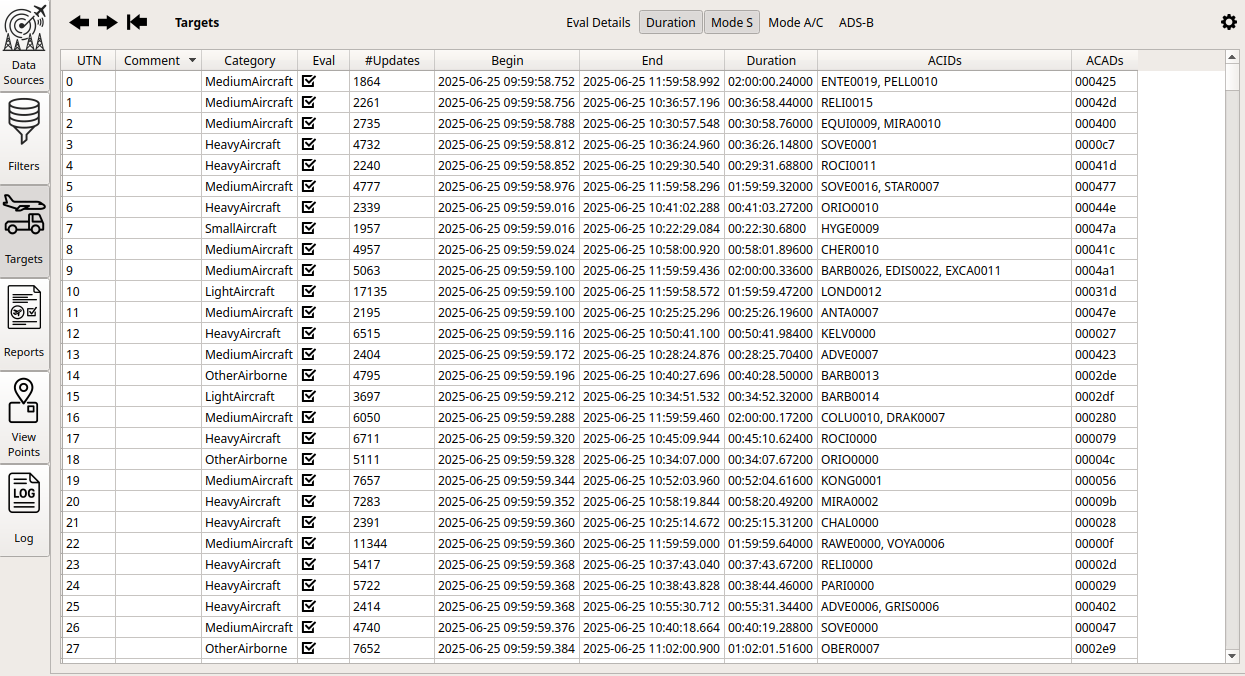 Targets Eval Details Duration Mode S Mode A/C ADS-B
Data
Sources
Filters
Targets
Reports
View
Points
LOG
Log
UTN Comment Category Eval #Updates Begin End Duration ACIDs ACADs
0 MediumAircraft 1864 2025-06-25 09:59:58.752 2025-06-25 11:59:58.992 02:00:00.24000 ENTE0019, PELL0010 000425
1 MediumAircraft 2261 2025-06-25 09:59:58.756 2025-06-25 10:36:57.196 00:36:58.44000 RELI0015 00042d
2 MediumAircraft 2735 2025-06-25 09:59:58.788 2025-06-25 10:30:57.548 00:30:58.76000 EQUI0009, MIRA0010 000400
3 HeavyAircraft 4732 2025-06-25 09:59:58.812 2025-06-25 10:36:24.960 00:36:26.14800 SOVE0001 0000c7
4 HeavyAircraft 2240 2025-06-25 09:59:58.852 2025-06-25 10:29:30.540 00:29:31.68800 ROCI0011 00041d
5 MediumAircraft 4777 2025-06-25 09:59:58.976 2025-06-25 11:59:58.296 01:59:59.32000 SOVE0016, STAR0007 000477
6 HeavyAircraft 2339 2025-06-25 09:59:59.016 2025-06-25 10:41:02.288 00:41:03.27200 ORIO0010 00044e
7 SmallAircraft 1957 2025-06-25 09:59:59.016 2025-06-25 10:22:29.084 00:22:30.6800 HYGE0009 00047a
8 MediumAircraft 4957 2025-06-25 09:59:59.024 2025-06-25 10:58:00.920 00:58:01.89600 CHER0010 00041c
9 MediumAircraft 5063 2025-06-25 09:59:59.100 2025-06-25 11:59:59.436 02:00:00.33600 BARB0026, EDIS0022, EXCA0011 0004a1
10 LightAircraft 17135 2025-06-25 09:59:59.100 2025-06-25 11:59:58.572 01:59:59.47200 LOND0012 00031d
11 MediumAircraft 2195 2025-06-25 09:59:59.100 2025-06-25 10:25:25.296 00:25:26.19600 ANTA0007 00047e
12 HeavyAircraft 6515 2025-06-25 09:59:59.116 2025-06-25 10:50:41.100 00:50:41.98400 KELV0000 000027
13 MediumAircraft 2404 2025-06-25 09:59:59.172 2025-06-25 10:28:24.876 00:28:25.70400 ADVE0007 000423
14 OtherAirborne 4795 2025-06-25 09:59:59.196 2025-06-25 10:40:27.696 00:40:28.50000 BARB0013 0002de
15 LightAircraft 3697 2025-06-25 09:59:59.212 2025-06-25 10:34:51.532 00:34:52.32000 BARB0014 0002df
16 MediumAircraft 6050 2025-06-25 09:59:59.288 2025-06-25 11:59:59.460 02:00:00.17200 COLU0010, DRAK0007 000280
17 HeavyAircraft 6711 2025-06-25 09:59:59.320 2025-06-25 10:45:09.944 00:45:10.62400 ROCI0000 000079
18 OtherAirborne 5111 2025-06-25 09:59:59.328 2025-06-25 10:34:07.000 00:34:07.67200 ORIO0000 00004c
19 MediumAircraft 7657 2025-06-25 09:59:59.344 2025-06-25 10:52:03.960 00:52:04.61600 KONG0001 000056
20 HeavyAircraft 7283 2025-06-25 09:59:59.352 2025-06-25 10:58:19.844 00:58:20.49200 MIRA0002 00009b
21 HeavyAircraft 2391 2025-06-25 09:59:59.360 2025-06-25 10:25:14.672 00:25:15.31200 CHAL0000 000028
22 MediumAircraft 11344 2025-06-25 09:59:59.360 2025-06-25 11:59:59.000 01:59:59.64000 RAWE0000, VOYA0006 00000f
23 HeavyAircraft 5417 2025-06-25 09:59:59.368 2025-06-25 10:37:43.040 00:37:43.67200 RELI0000 00002d
24 HeavyAircraft 5722 2025-06-25 09:59:59.368 2025-06-25 10:38:43.828 00:38:44.46000 PARI0000 000029
25 HeavyAircraft 2414 2025-06-25 09:59:59.368 2025-06-25 10:55:30.712 00:55:31.34400 ADVE0006, GRIS0006 000402
26 MediumAircraft 4740 2025-06-25 09:59:59.376 2025-06-25 10:40:18.664 00:40:19.28800 SOVE0000 000047
27 OtherAirborne 7652 2025-06-25 09:59:59.384 2025-06-25 11:02:00.900 01:02:01.51600 OBER0007 0002e9